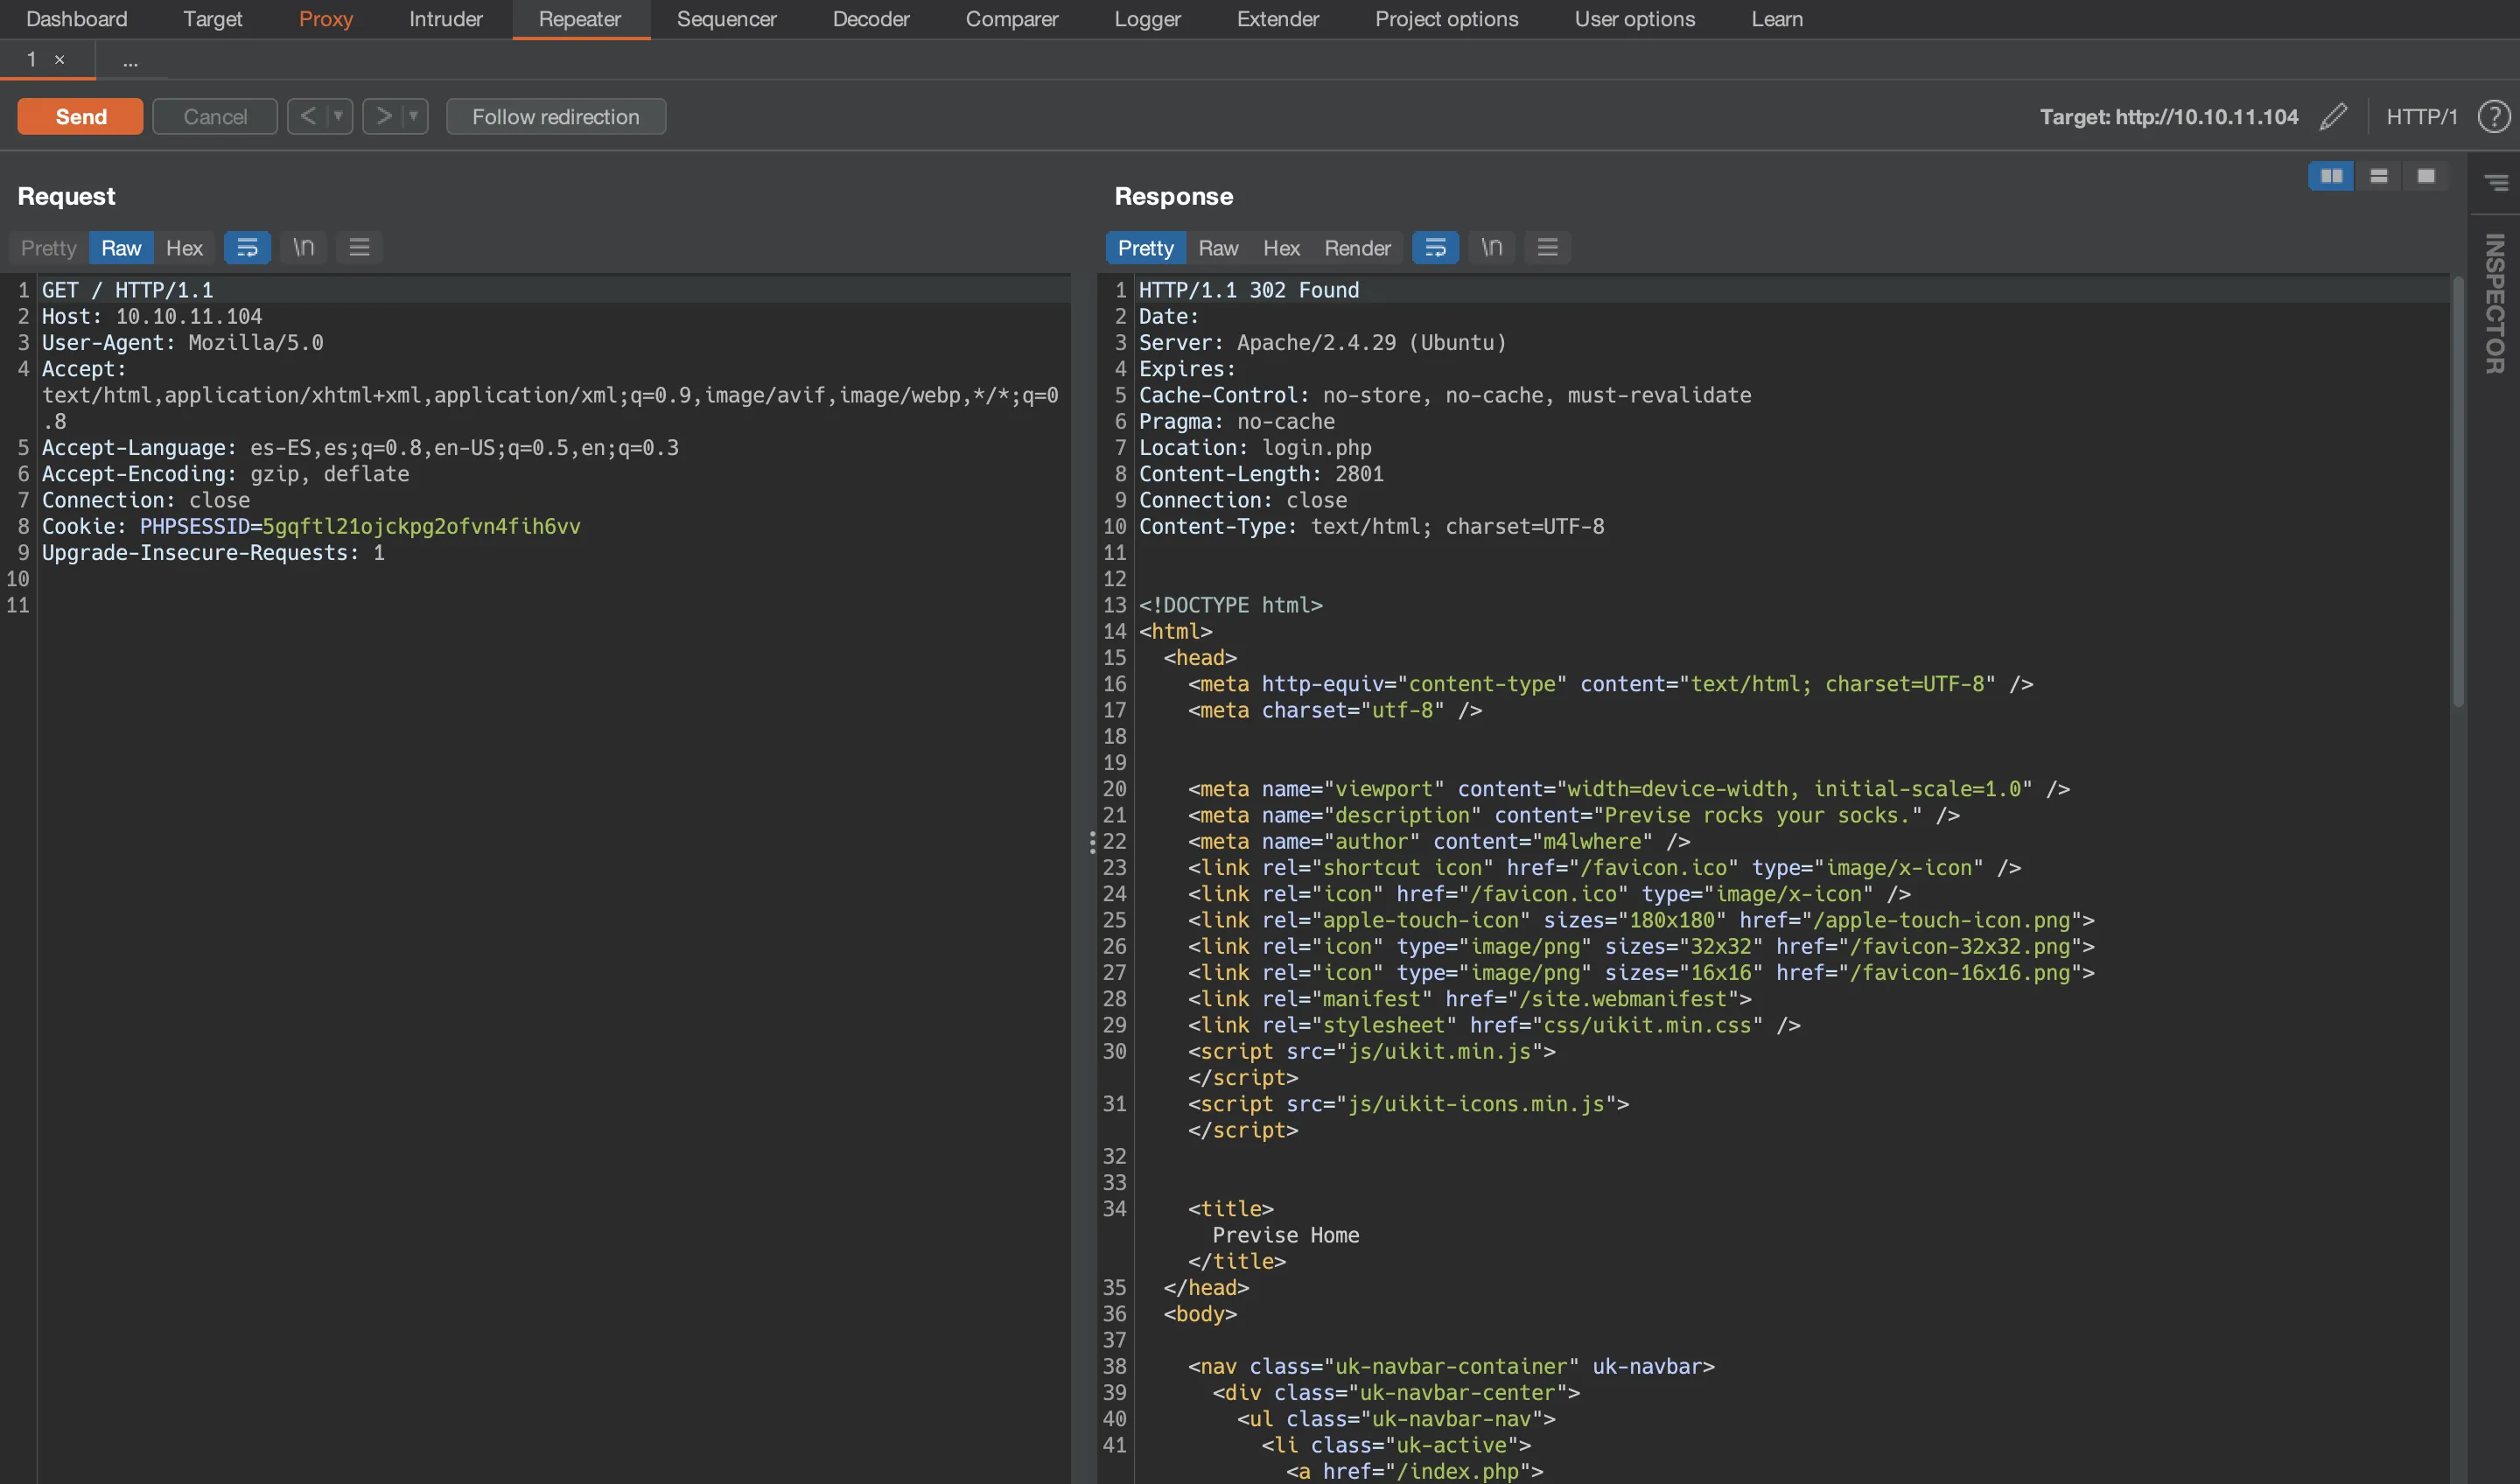 Dashboard Target Proxy Intruder Repeater Sequencer Decoder Comparer Logger Extender Project options User options Learn
1 × ...
Send Cancel < > Follow redirection Target: http://10.10.11.104 HTTP/1 ?
INSPECTOR
Request
Pretty Raw Hex \n
1 GET / HTTP/1.1
2 Host: 10.10.11.104
3 User-Agent: Mozilla/5.0
4 Accept:
text/html,application/xhtml+xml,application/xml;q=0.9,image/avif,image/webp,*/*;q=0
.8
5 Accept-Language: es-ES,es;q=0.8,en-US;q=0.5,en;q=0.3
6 Accept-Encoding: gzip, deflate
7 Connection: close
8 Cookie: PHPSESSID=5gqftl21ojckpg2ofvn4fih6vv
9 Upgrade-Insecure-Requests: 1
10
11
Response
Pretty Raw Hex Render \n
1 HTTP/1.1 302 Found
2 Date:
3 Server: Apache/2.4.29 (Ubuntu)
4 Expires:
5 Cache-Control: no-store, no-cache, must-revalidate
6 Pragma: no-cache
7 Location: login.php
8 Content-Length: 2801
9 Connection: close
10 Content-Type: text/html; charset=UTF-8
11
12
13 <!DOCTYPE html>
14 <html>
15 <head>
16 <meta http-equiv="content-type" content="text/html; charset=UTF-8" />
17 <meta charset="utf-8" />
18
19
20 <meta name="viewport" content="width=device-width, initial-scale=1.0" />
21 <meta name="description" content="Previse rocks your socks." />
22 <meta name="author" content="m4lwhere" />
23 <link rel="shortcut icon" href="/favicon.ico" type="image/x-icon" />
24 <link rel="icon" href="/favicon.ico" type="image/x-icon" />
25 <link rel="apple-touch-icon" sizes="180x180" href="/apple-touch-icon.png">
26 <link rel="icon" type="image/png" sizes="32x32" href="/favicon-32x32.png">
27 <link rel="icon" type="image/png" sizes="16x16" href="/favicon-16x16.png">
28 <link rel="manifest" href="/site.webmanifest">
29 <link rel="stylesheet" href="css/uikit.min.css" />
30 <script src="js/uikit.min.js">
</script>
31 <script src="js/uikit-icons.min.js">
</script>
32
33
34 <title>
Previse Home
</title>
35 </head>
36 <body>
37
38 <nav class="uk-navbar-container" uk-navbar>
39 <div class="uk-navbar-center">
40 <ul class="uk-navbar-nav">
41 <li class="uk-active">
<a href="/index.php">